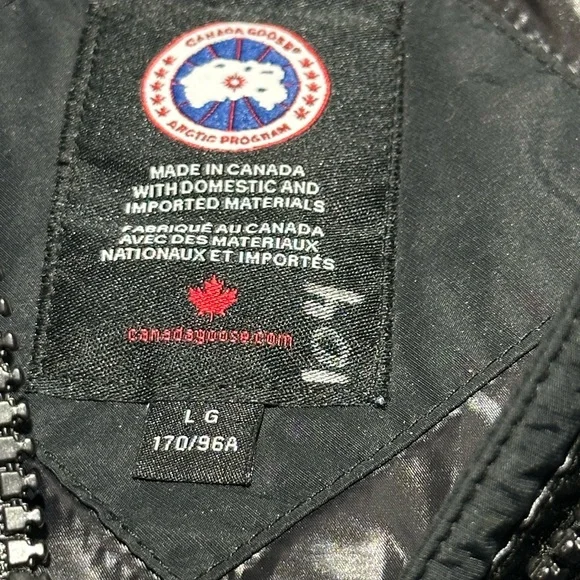 CANADA GOOSE
ARCTIC PROGRAM
MADE IN CANADA
WITH DOMESTIC AND
IMPORTED MATERIALS
FABRIQUÉ AU CANADA
AVEC DES MATERIAUX
NATIONAUX ET IMPORTÉS
canadagoose.com
LG
170/96A